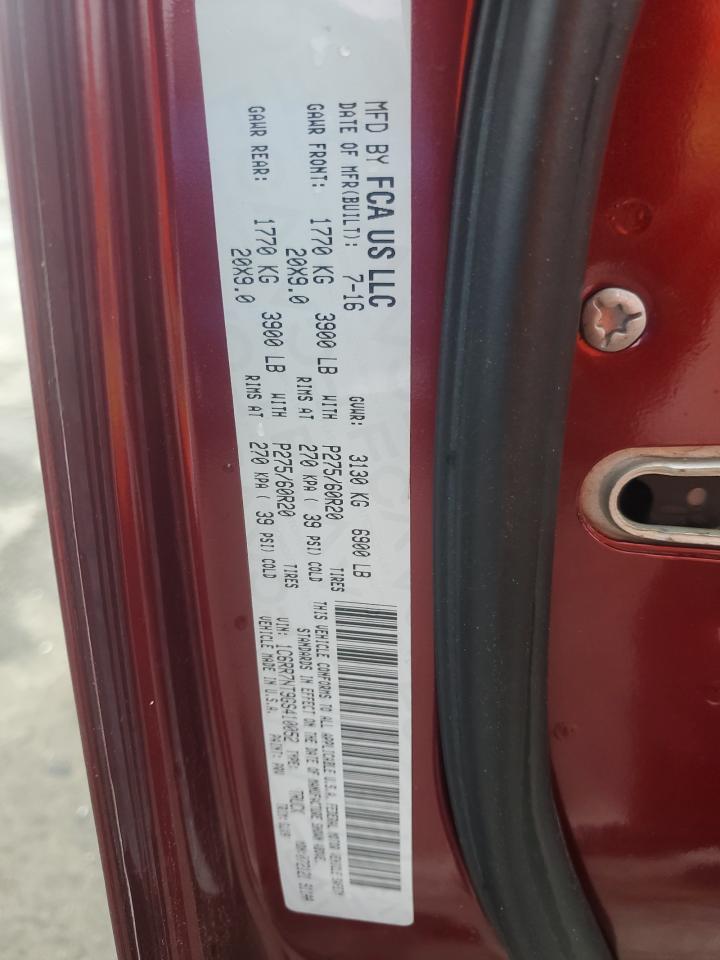 MFD BY FCA US LLC
DATE OF MFR(BUILT): 7-16 GVWR: 3130 KG 6900 LB
GAWR FRONT: 1770 KG 3900 LB WITH P275/60R20 TIRES
20X9.0 RIMS AT 270 KPA ( 39 PSI) COLD
GAWR REAR: 1770 KG 3900 LB WITH P275/60R20 TIRES
20X9.0 RIMS AT 270 KPA ( 39 PSI) COLD
THIS VEHICLE CONFORMS TO ALL APPLICABLE U.S.A. FEDERAL MOTOR VEHICLE SAFETY
STANDARDS IN EFFECT ON THE DATE OF MANUFACTURE SHOWN ABOVE.
VIN: 1C6RR7NT9GS410052 TYPE: TRUCK
VEHICLE MADE IN U.S.A. PAINT: TRIM: